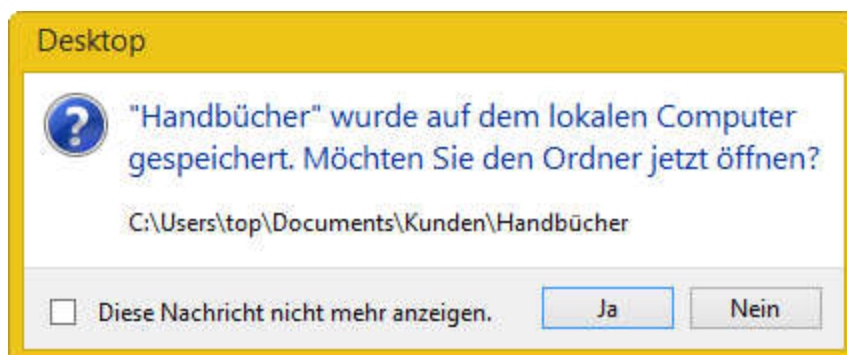 Desktop
"Handbücher" wurde auf dem lokalen Computer
gespeichert. Möchten Sie den Ordner jetzt öffnen?
C:\Users\top\Documents\Kunden\Handbücher
Diese Nachricht nicht mehr anzeigen. Ja Nein